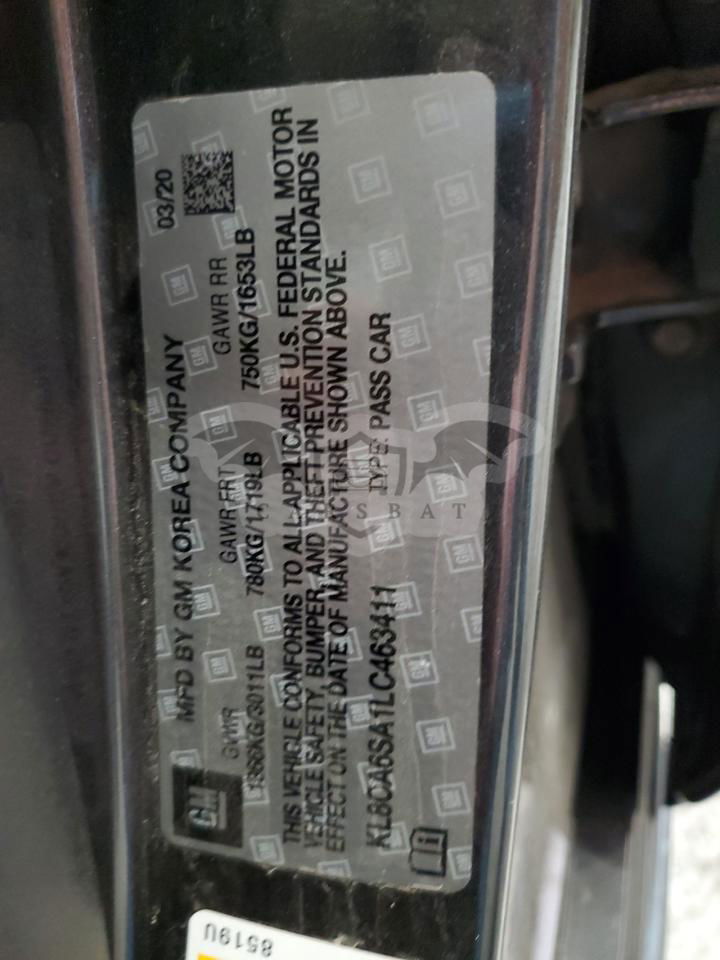 MFD BY GM KOREA COMPANY 03/20
GVWR GAWR FRT GAWR RR
1366KG/3011LB 780KG/1719LB 750KG/1653LB
THIS VEHICLE CONFORMS TO ALL APPLICABLE U.S. FEDERAL MOTOR
VEHICLE SAFETY, BUMPER, AND THEFT PREVENTION STANDARDS IN
EFFECT ON THE DATE OF MANUFACTURE SHOWN ABOVE.
KL8CA6SA1LC463411 TYPE: PASS CAR
GM
8519U